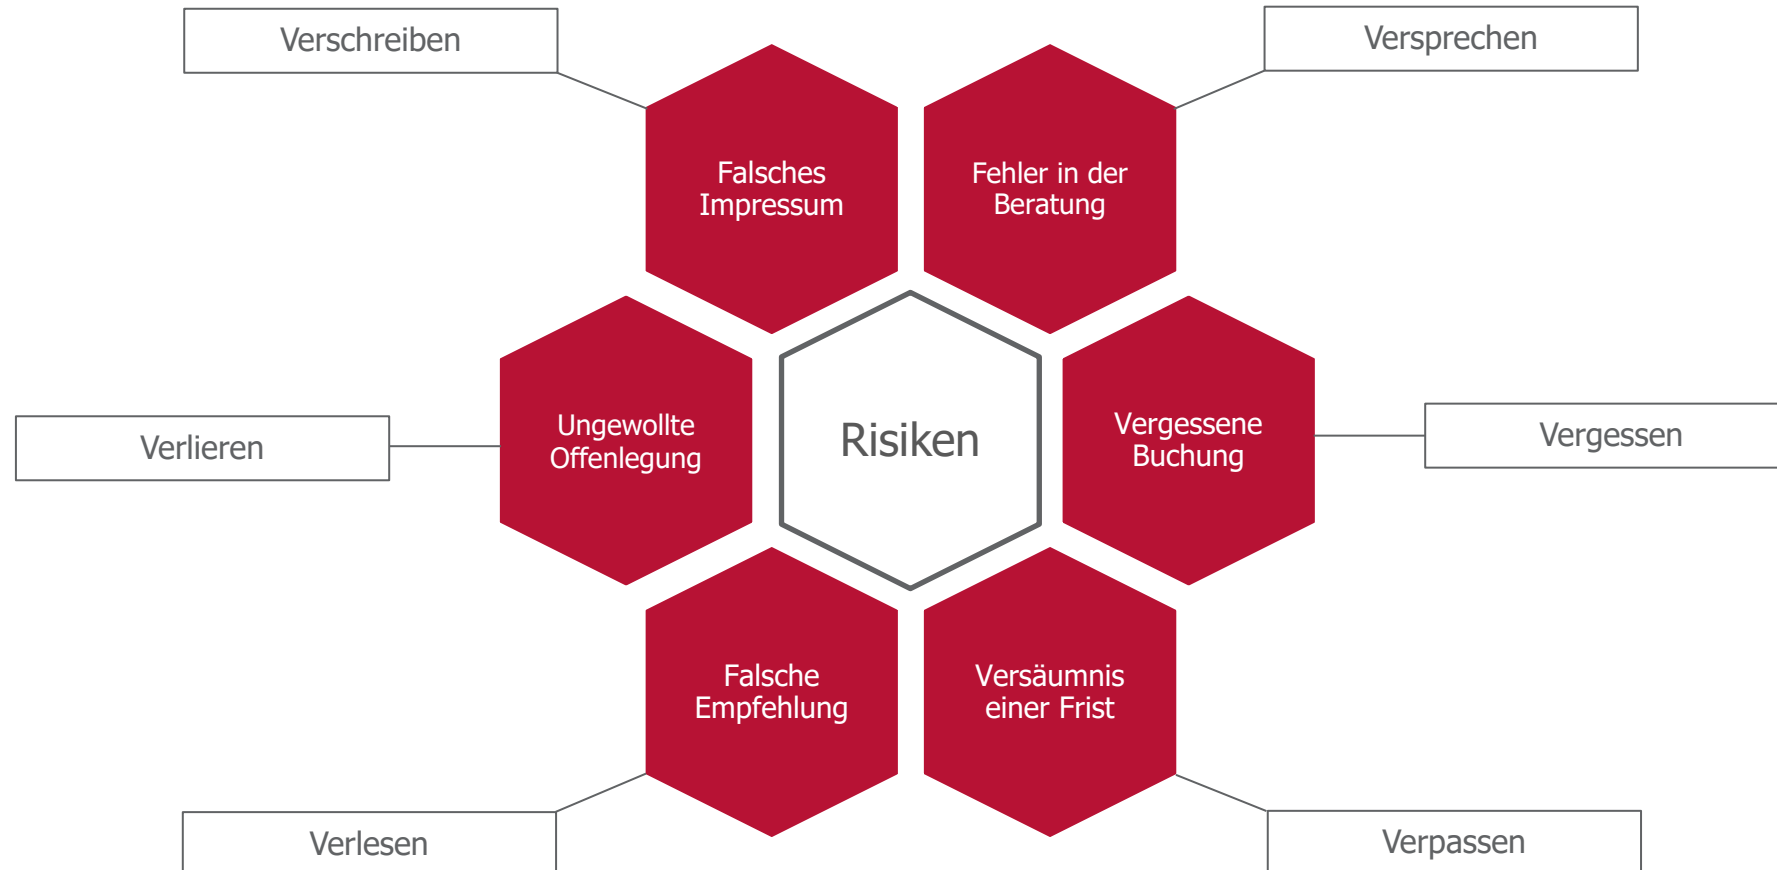 Verschreiben
Versprechen
Falsches
Impressum
Fehler in der
Beratung
Verlieren
Ungewollte
Offenlegung
Risiken
Vergessene
Buchung
Vergessen
Falsche
Empfehlung
Versäumnis
einer Frist
Verlesen
Verpassen